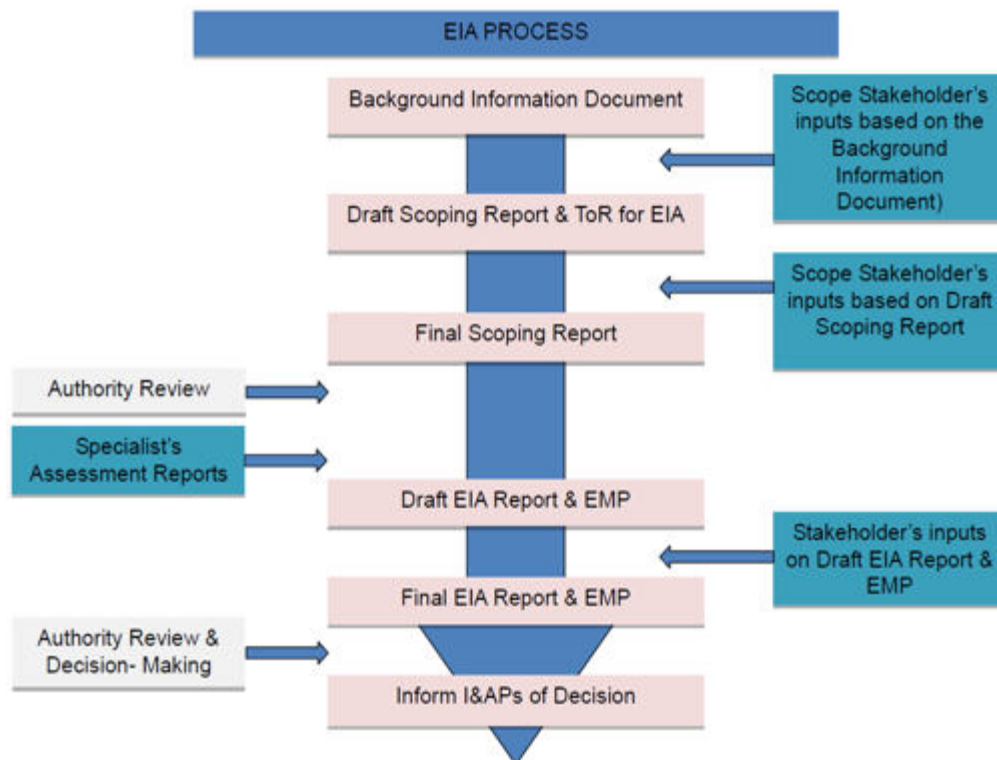 EIA PROCESS
Background Information Document
Scope Stakeholder's
inputs based on the
Background
Information
Document)
Draft Scoping Report & ToR for EIA
Scope Stakeholder's
inputs based on Draft
Scoping Report
Final Scoping Report
Authority Review
Specialist's
Assessment Reports
Draft EIA Report & EMP
Stakeholder's inputs
on Draft EIA Report &
EMP
Final EIA Report & EMP
Authority Review &
Decision- Making
Inform I&APs of Decision